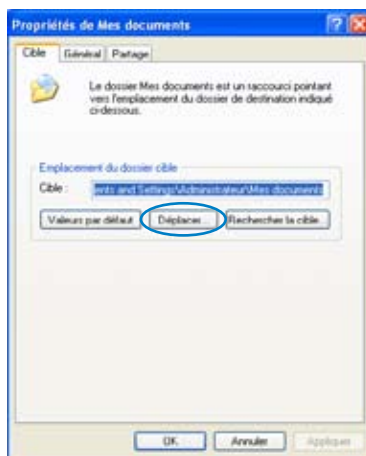 Propriétés de Mes documents
Cible Général Partage
Le dossier Mes documents est un raccourci pointant
vers l'emplacement du dossier de destination indiqué
ci-dessous.
Emplacement du dossier cible
Cible : ents and Settings\Administrateur\Mes documents
Valeurs par défaut Déplacer... Rechercher la cible...
OK Annuler Appliquer